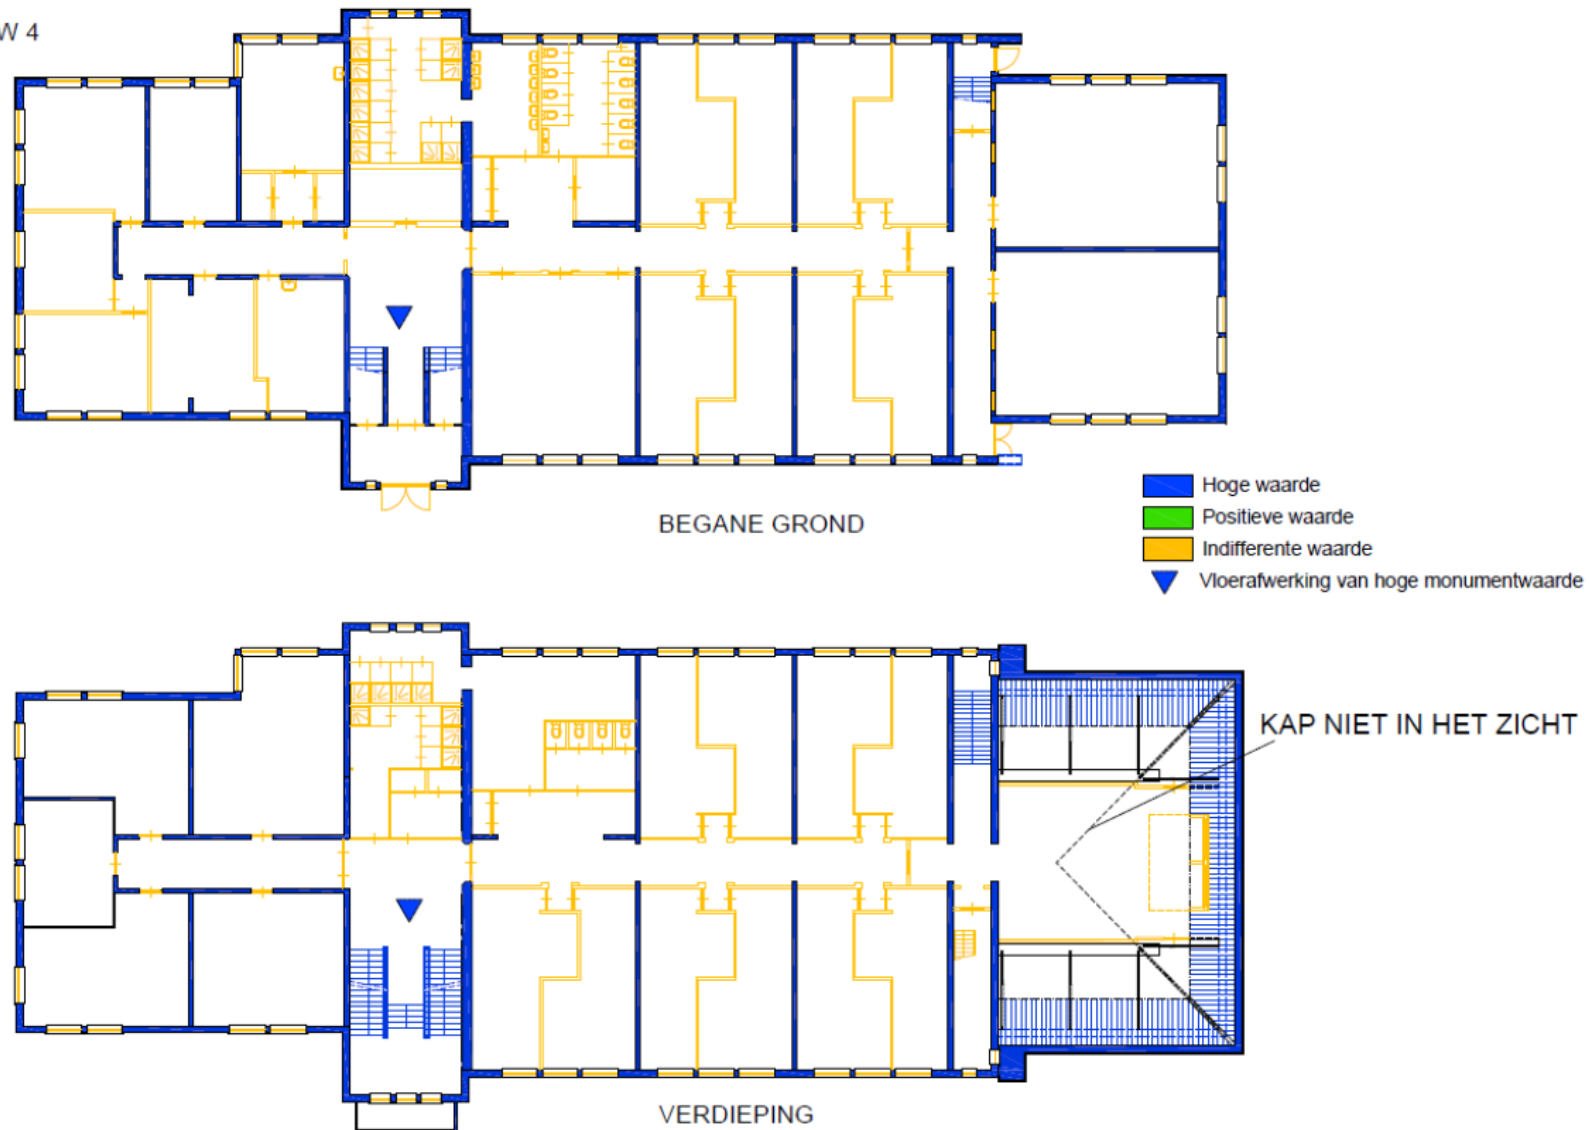 W 4
BEGANE GROND
Hoge waarde
Positieve waarde
Indifferente waarde
Vloerafwerking van hoge monumentwaarde
KAP NIET IN HET ZICHT
VERDIEPING